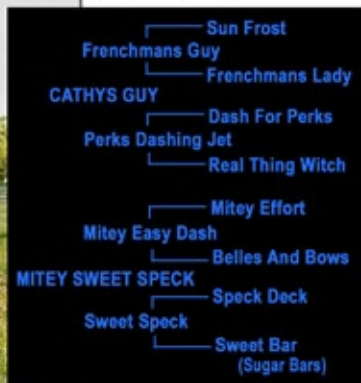 Sun Frost
Frenchmans Guy
Frenchmans Lady
CATHYS GUY
Dash For Perks
Perks Dashing Jet
Real Thing Witch
Mitey Effort
Mitey Easy Dash
Belles And Bows
MITEY SWEET SPECK
Speck Deck
Sweet Speck
Sweet Bar
(Sugar Bars)